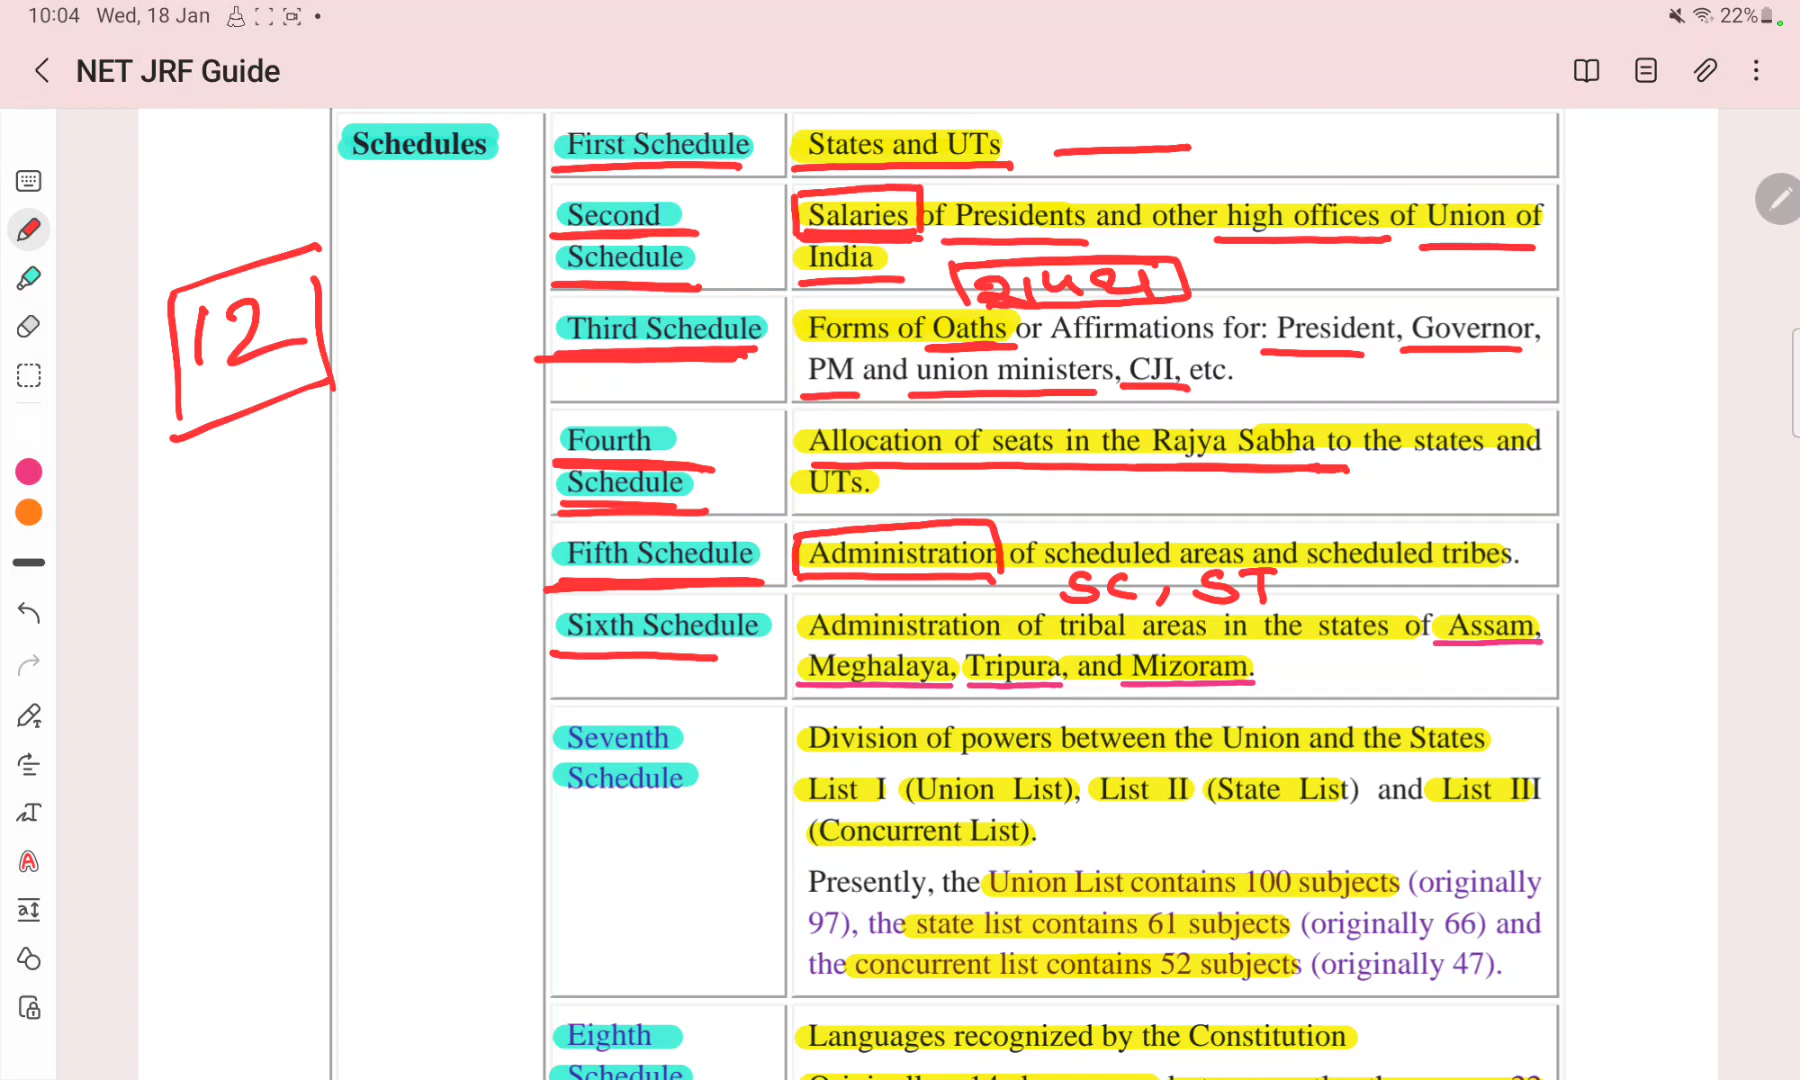 10:04 Wed, 18 Jan
22%
NET JRF Guide
Schedules
First Schedule
States and UTs
Second
Schedule
Salaries of Presidents and other high offices of Union of
India
शपथ
12
Third Schedule
Forms of Oaths or Affirmations for: President, Governor,
PM and union ministers, CJI, etc.
Fourth
Schedule
Allocation of seats in the Rajya Sabha to the states and
UTs.
Fifth Schedule
Administration of scheduled areas and scheduled tribes.
SC, ST
Sixth Schedule
Administration of tribal areas in the states of Assam,
Meghalaya, Tripura, and Mizoram.
Seventh
Schedule
Division of powers between the Union and the States
List I (Union List), List II (State List) and List III
(Concurrent List).
Presently, the Union List contains 100 subjects (originally
97), the state list contains 61 subjects (originally 66) and
the concurrent list contains 52 subjects (originally 47).
Eighth
Schedule
Languages recognized by the Constitution